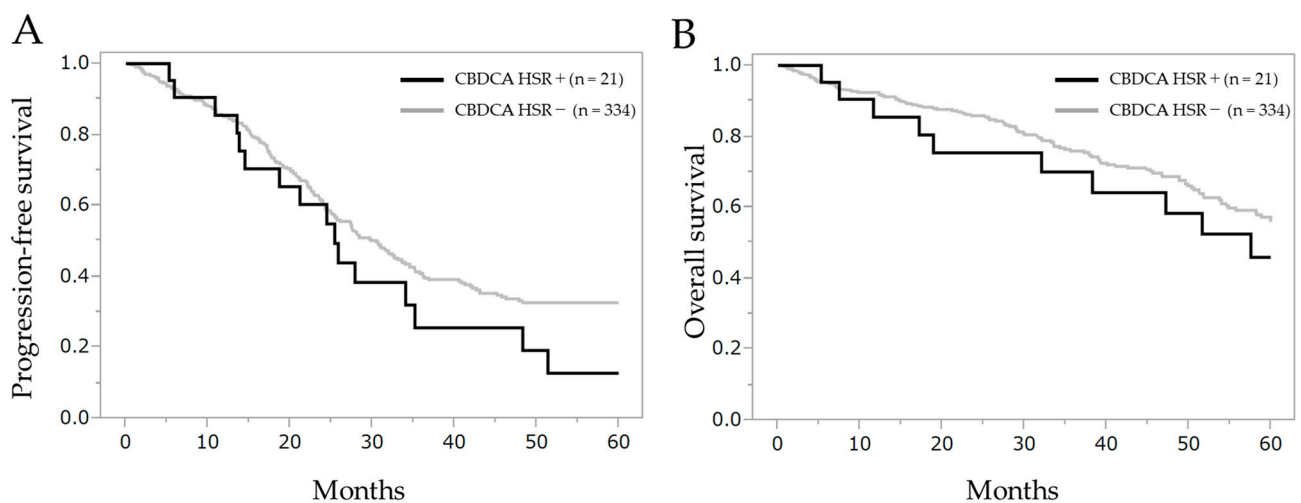 A
Progression-free survival
1.0
0.8
0.6
0.4
0.2
0.0
CBDCA HSR + (n = 21)
CBDCA HSR − (n = 334)
0 10 20 30 40 50 60
Months
B
Overall survival
1.0
0.8
0.6
0.4
0.2
0.0
CBDCA HSR + (n = 21)
CBDCA HSR − (n = 334)
0 10 20 30 40 50 60
Months